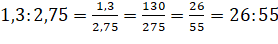 1,3:2,75 = 1,3/2,75 = 130/275 = 26/55 = 26:55